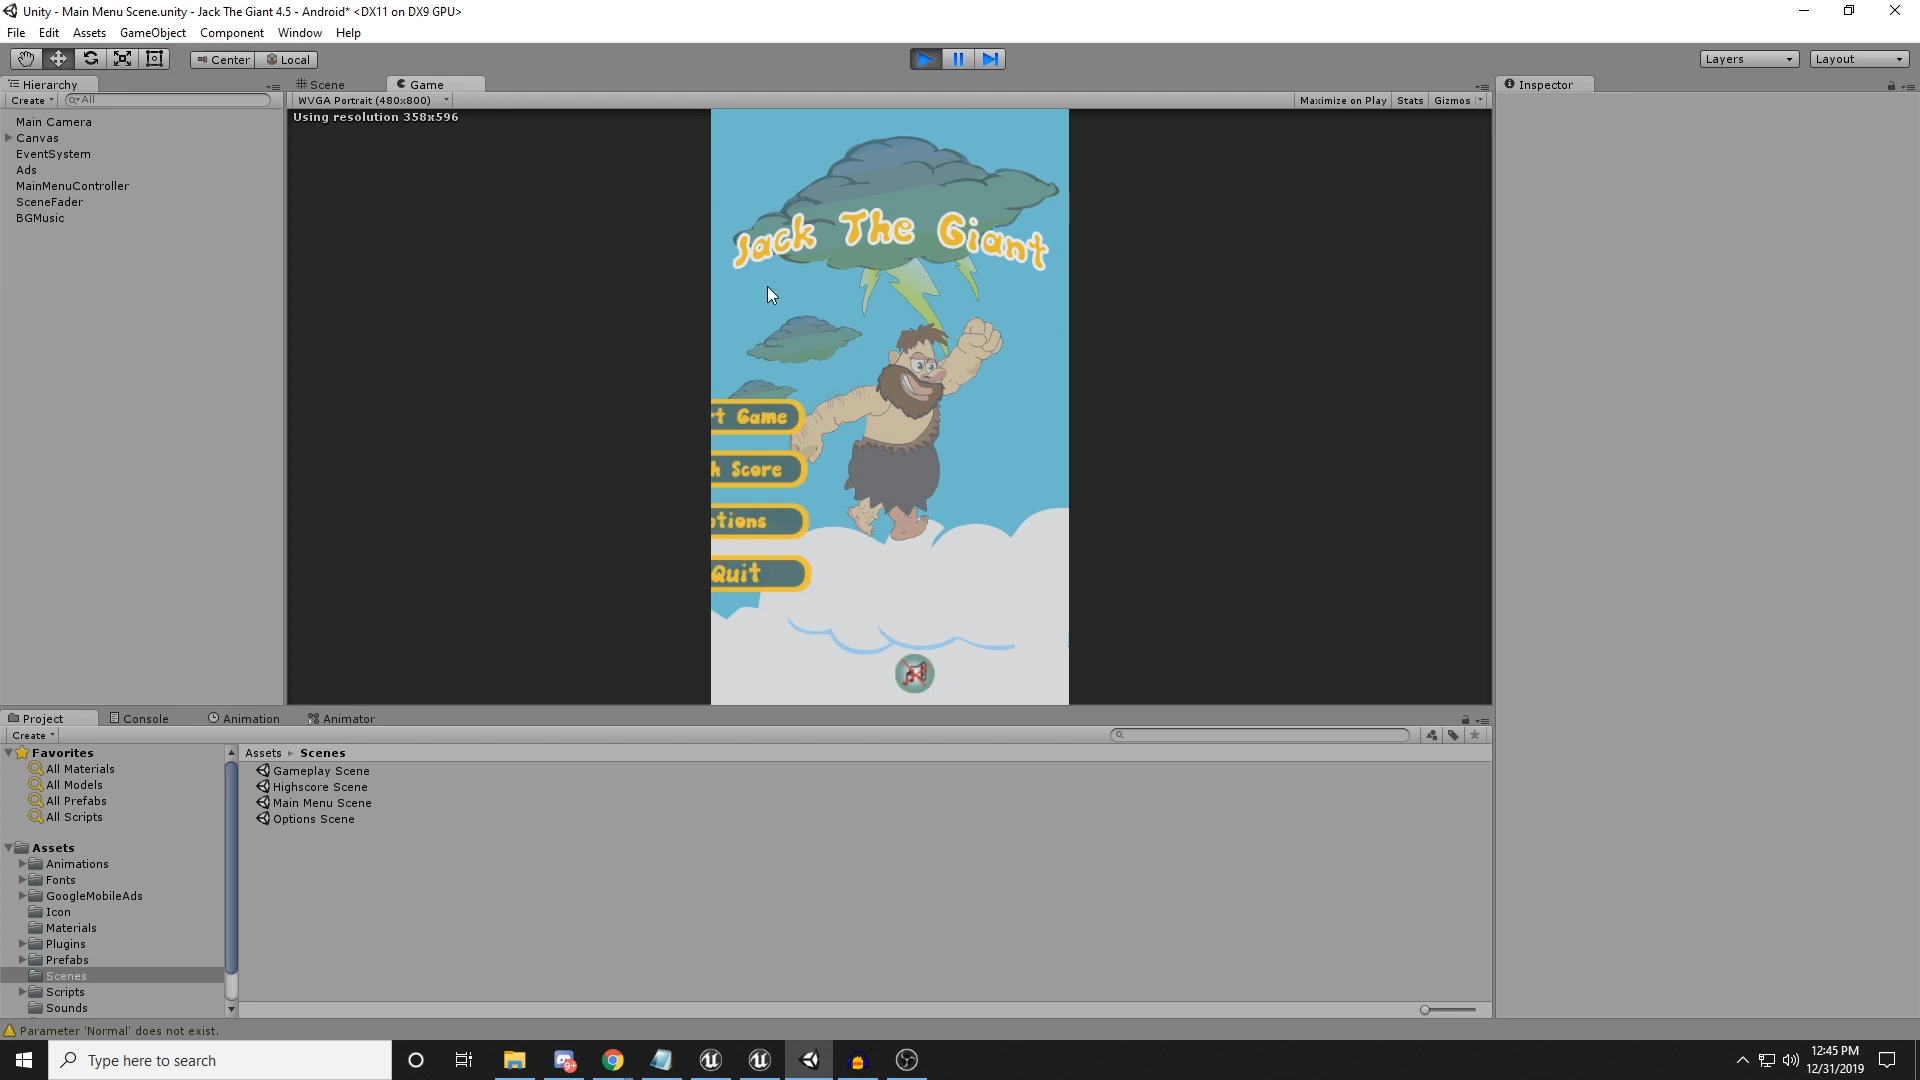 Unity - Main Menu Scene.unity - Jack The Giant 4.5 - Android* <DX11 on DX9 GPU>
File Edit Assets GameObject Component Window Help
Center Local
Layers Layout
Hierarchy
Create All
Main Camera
Canvas
EventSystem
Ads
MainMenuController
SceneFader
BGMusic
Scene Game
WVGA Portrait (480x800) Maximize on Play Stats Gizmos
Using resolution 358x596
Jack The Giant
rt Game
h Score
ptions
Quit
Inspector
Project Console Animation Animator
Create
Favorites
All Materials
All Models
All Prefabs
All Scripts
Assets
Animations
Fonts
GoogleMobileAds
Icon
Materials
Plugins
Prefabs
Scenes
Scripts
Sounds
Assets Scenes
Gameplay Scene
Highscore Scene
Main Menu Scene
Options Scene
Parameter 'Normal' does not exist.
Type here to search
9+
12:45 PM
12/31/2019